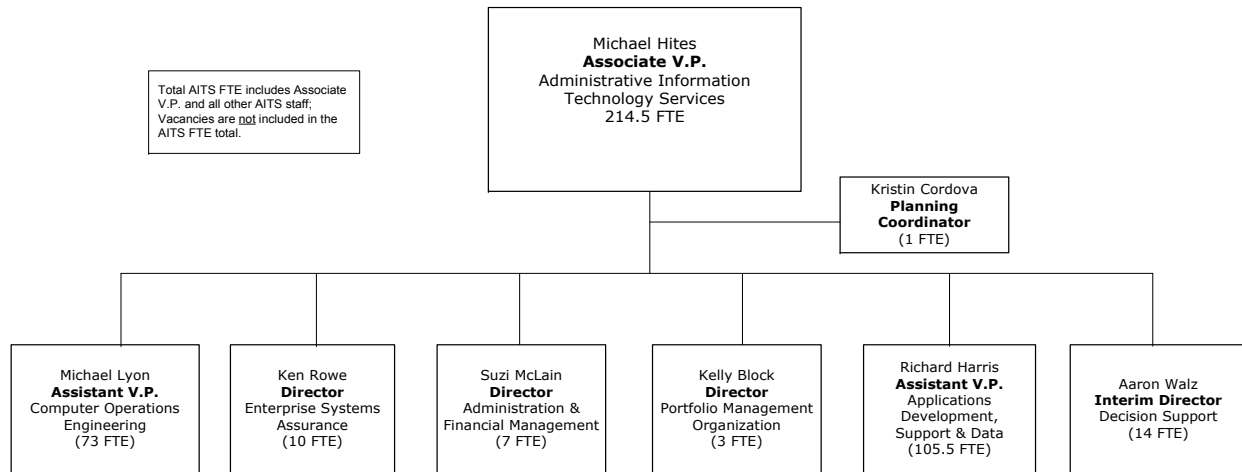 Michael Hites
Associate V.P.
Administrative Information
Technology Services
214.5 FTE
Total AITS FTE includes Associate
V.P. and all other AITS staff;
Vacancies are not included in the
AITS FTE total.
Kristin Cordova
Planning
Coordinator
(1 FTE)
Michael Lyon
Assistant V.P.
Computer Operations
Engineering
(73 FTE)
Ken Rowe
Director
Enterprise Systems
Assurance
(10 FTE)
Suzi McLain
Director
Administration &
Financial Management
(7 FTE)
Kelly Block
Director
Portfolio Management
Organization
(3 FTE)
Richard Harris
Assistant V.P.
Applications
Development,
Support & Data
(105.5 FTE)
Aaron Walz
Interim Director
Decision Support
(14 FTE)